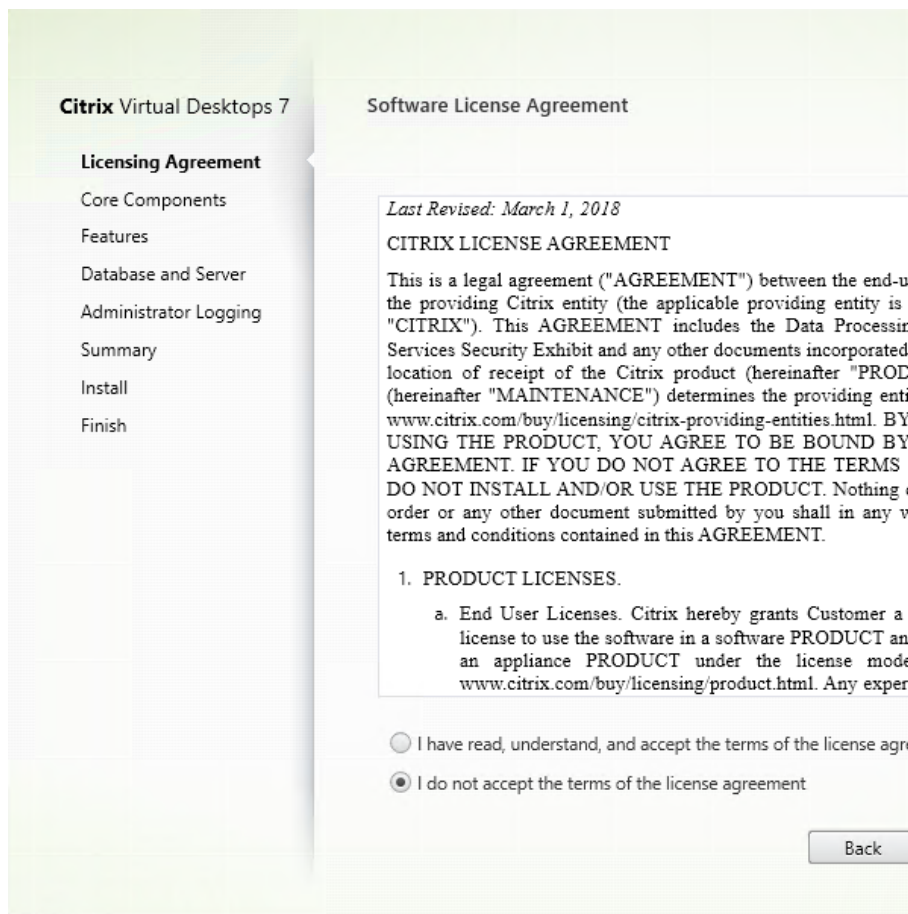 Citrix Virtual Desktops 7
Licensing Agreement
Core Components
Features
Database and Server
Administrator Logging
Summary
Install
Finish
Software License Agreement
Last Revised: March 1, 2018
CITRIX LICENSE AGREEMENT
This is a legal agreement ("AGREEMENT") between the end-u
the providing Citrix entity (the applicable providing entity is
"CITRIX"). This AGREEMENT includes the Data Processin
Services Security Exhibit and any other documents incorporated
location of receipt of the Citrix product (hereinafter "PROD
(hereinafter "MAINTENANCE") determines the providing enti
www.citrix.com/buy/licensing/citrix-providing-entities.html. BY
USING THE PRODUCT, YOU AGREE TO BE BOUND BY
AGREEMENT. IF YOU DO NOT AGREE TO THE TERMS
DO NOT INSTALL AND/OR USE THE PRODUCT. Nothing
order or any other document submitted by you shall in any w
terms and conditions contained in this AGREEMENT.
1. PRODUCT LICENSES.
a. End User Licenses. Citrix hereby grants Customer a
license to use the software in a software PRODUCT an
an appliance PRODUCT under the license mode
www.citrix.com/buy/licensing/product.html. Any exper
I have read, understand, and accept the terms of the license agre
I do not accept the terms of the license agreement
Back